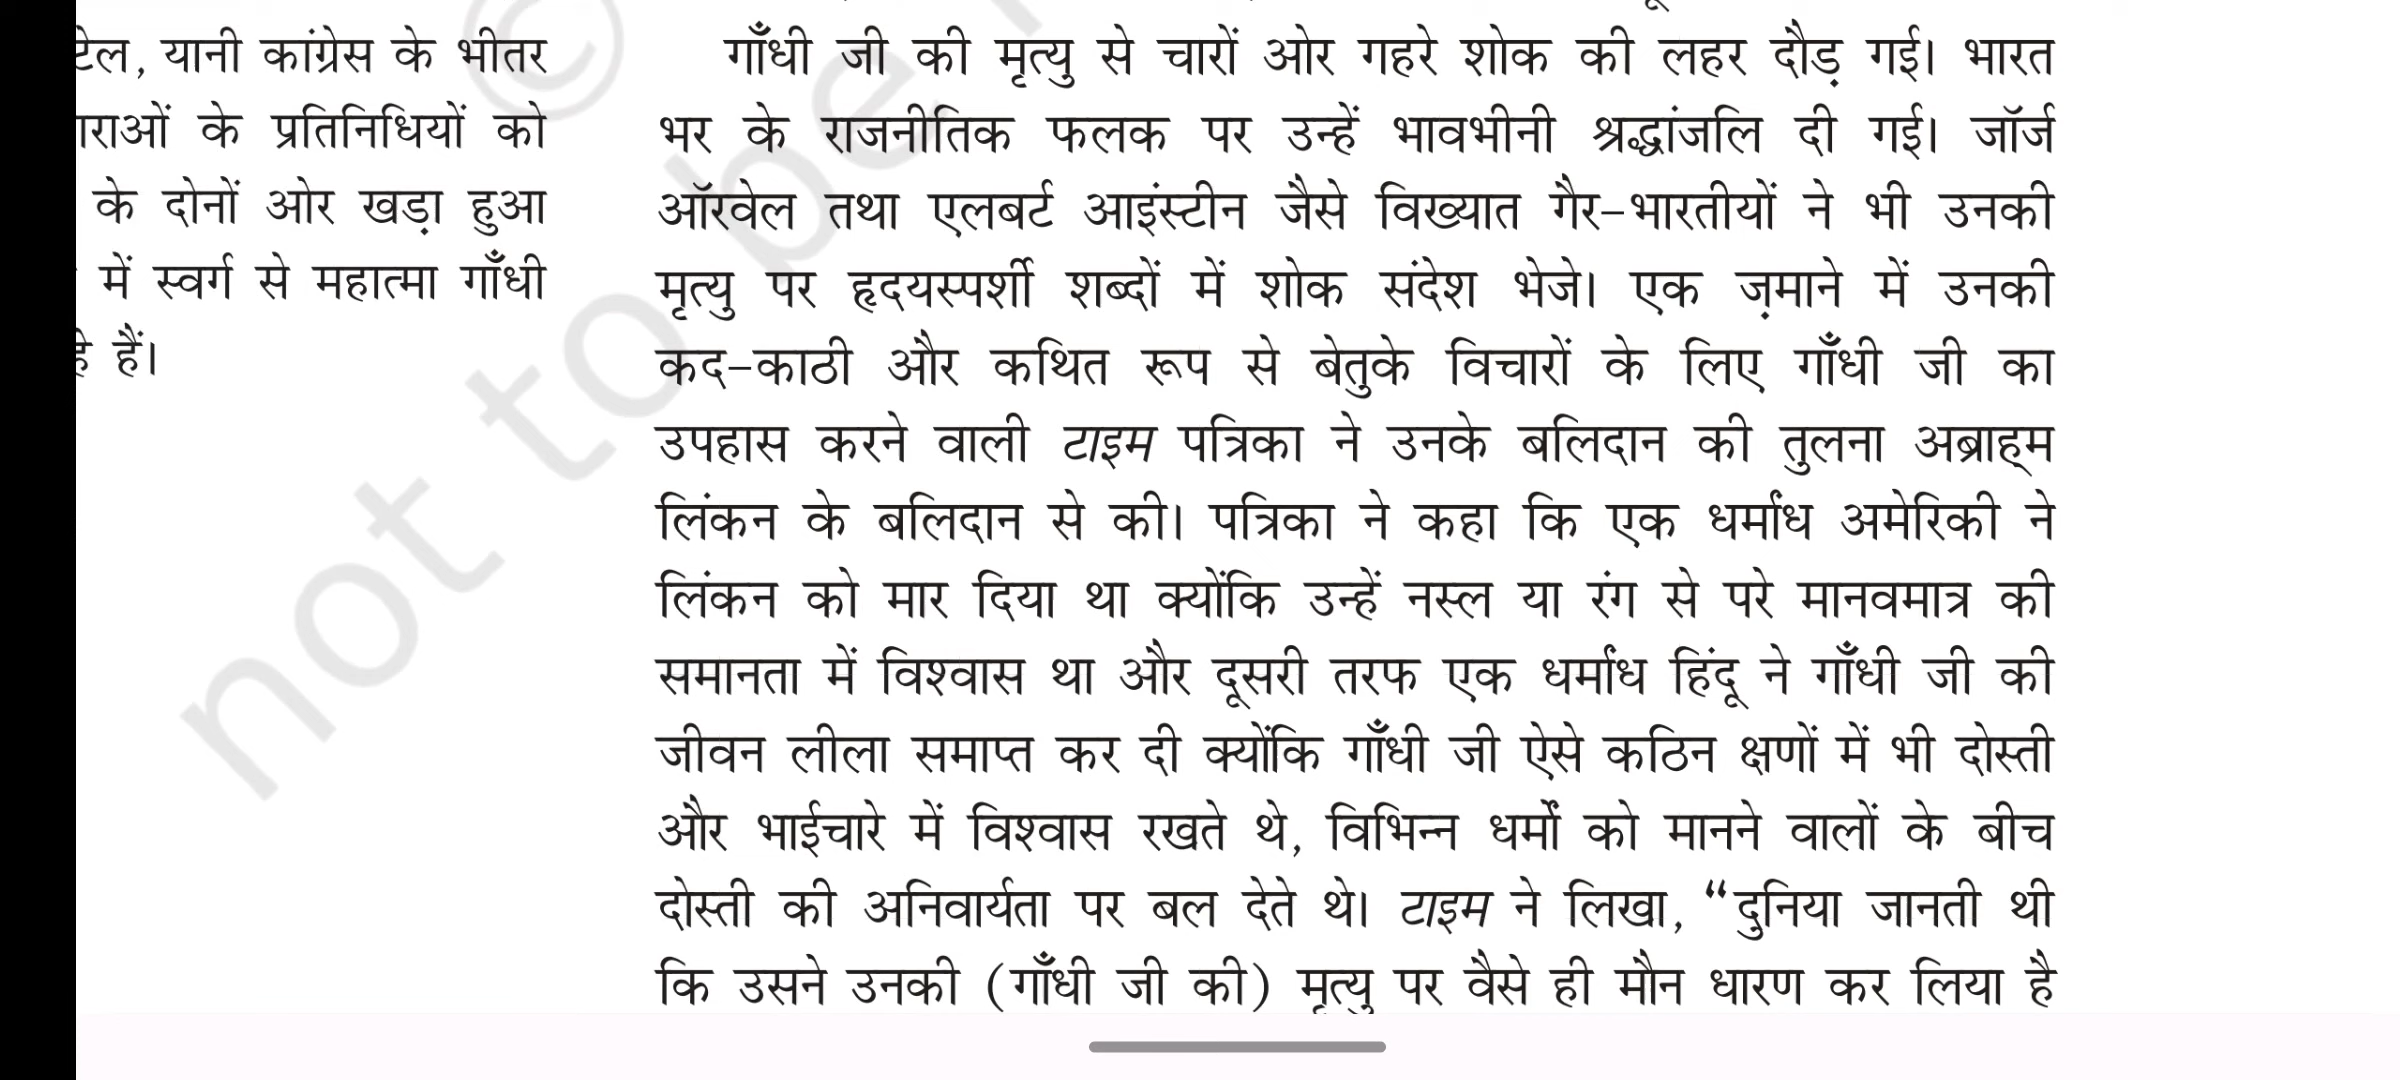 यानी कांग्रेस के भीतर
के प्रतिनिधियों को
के दोनों ओर खड़ा हुआ
में स्वर्ग से महात्मा गाँधी
हैं।
गाँधी जी की मृत्यु से चारों ओर गहरे शोक की लहर दौड़ गई। भारत
भर के राजनीतिक फलक पर उन्हें भावभीनी श्रद्धांजलि दी गई। जॉर्ज
ऑरवेल तथा एलबर्ट आइंस्टीन जैसे विख्यात गैर-भारतीयों ने भी उनकी
मृत्यु पर हृदयस्पर्शी शब्दों में शोक संदेश भेजे। एक ज़माने में उनकी
कद-काठी और कथित रूप से बेतुके विचारों के लिए गाँधी जी का
उपहास करने वाली टाइम पत्रिका ने उनके बलिदान की तुलना अब्राह्म
लिंकन के बलिदान से की। पत्रिका ने कहा कि एक धर्मांध अमेरिकी ने
लिंकन को मार दिया था क्योंकि उन्हें नस्ल या रंग से परे मानवमात्र की
समानता में विश्वास था और दूसरी तरफ एक धर्मांध हिंदू ने गाँधी जी की
जीवन लीला समाप्त कर दी क्योंकि गाँधी जी ऐसे कठिन क्षणों में भी दोस्ती
और भाईचारे में विश्वास रखते थे, विभिन्न धर्मों को मानने वालों के बीच
दोस्ती की अनिवार्यता पर बल देते थे। टाइम ने लिखा, “दुनिया जानती थी
कि उसने उनकी (गाँधी जी की) मृत्यु पर वैसे ही मौन धारण कर लिया है
© not to be